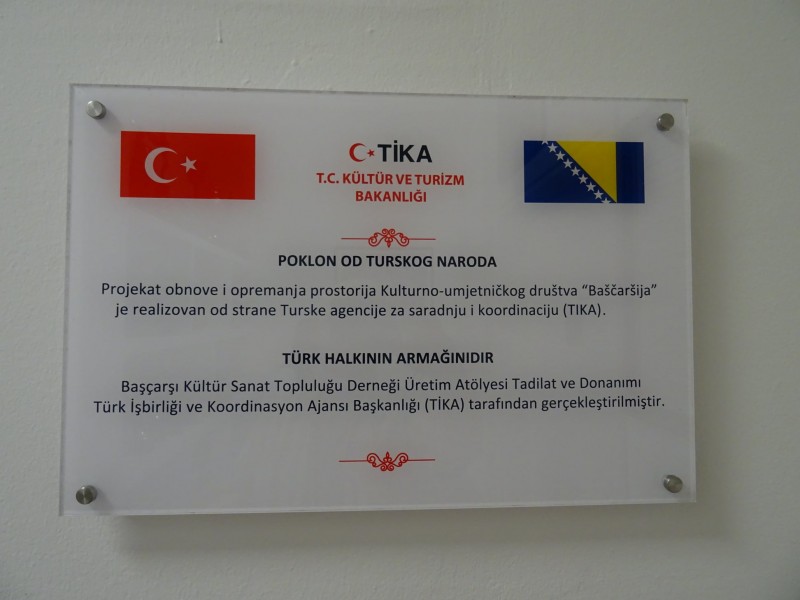 TİKA
T.C. KÜLTÜR VE TURİZM
BAKANLIĞI
POKLON OD TURSKOG NARODA
Projekat obnove i opremanja prostorija Kulturno-umjetničkog društva “Baščaršija”
je realizovan od strane Turske agencije za saradnju i koordinaciju (TIKA).
TÜRK HALKININ ARMAĞINIDIR
Başçarşı Kültür Sanat Topluluğu Derneği Üretim Atölyesi Tadilat ve Donanımı
Türk İşbirliği ve Koordinasyon Ajansı Başkanlığı (TİKA) tarafından gerçekleştirilmiştir.